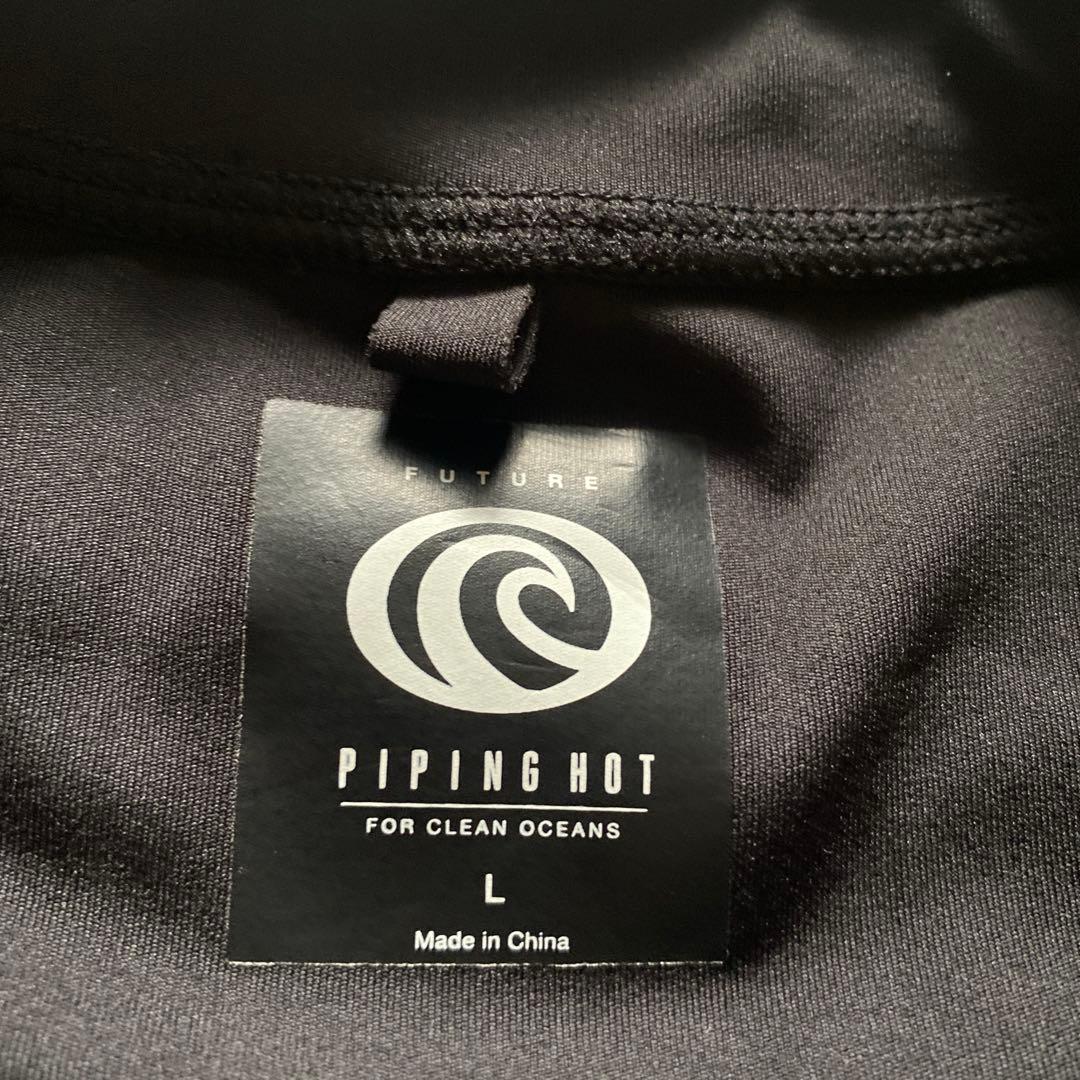 FUTURE
PIPING HOT
FOR CLEAN OCEANS
L
Made in China